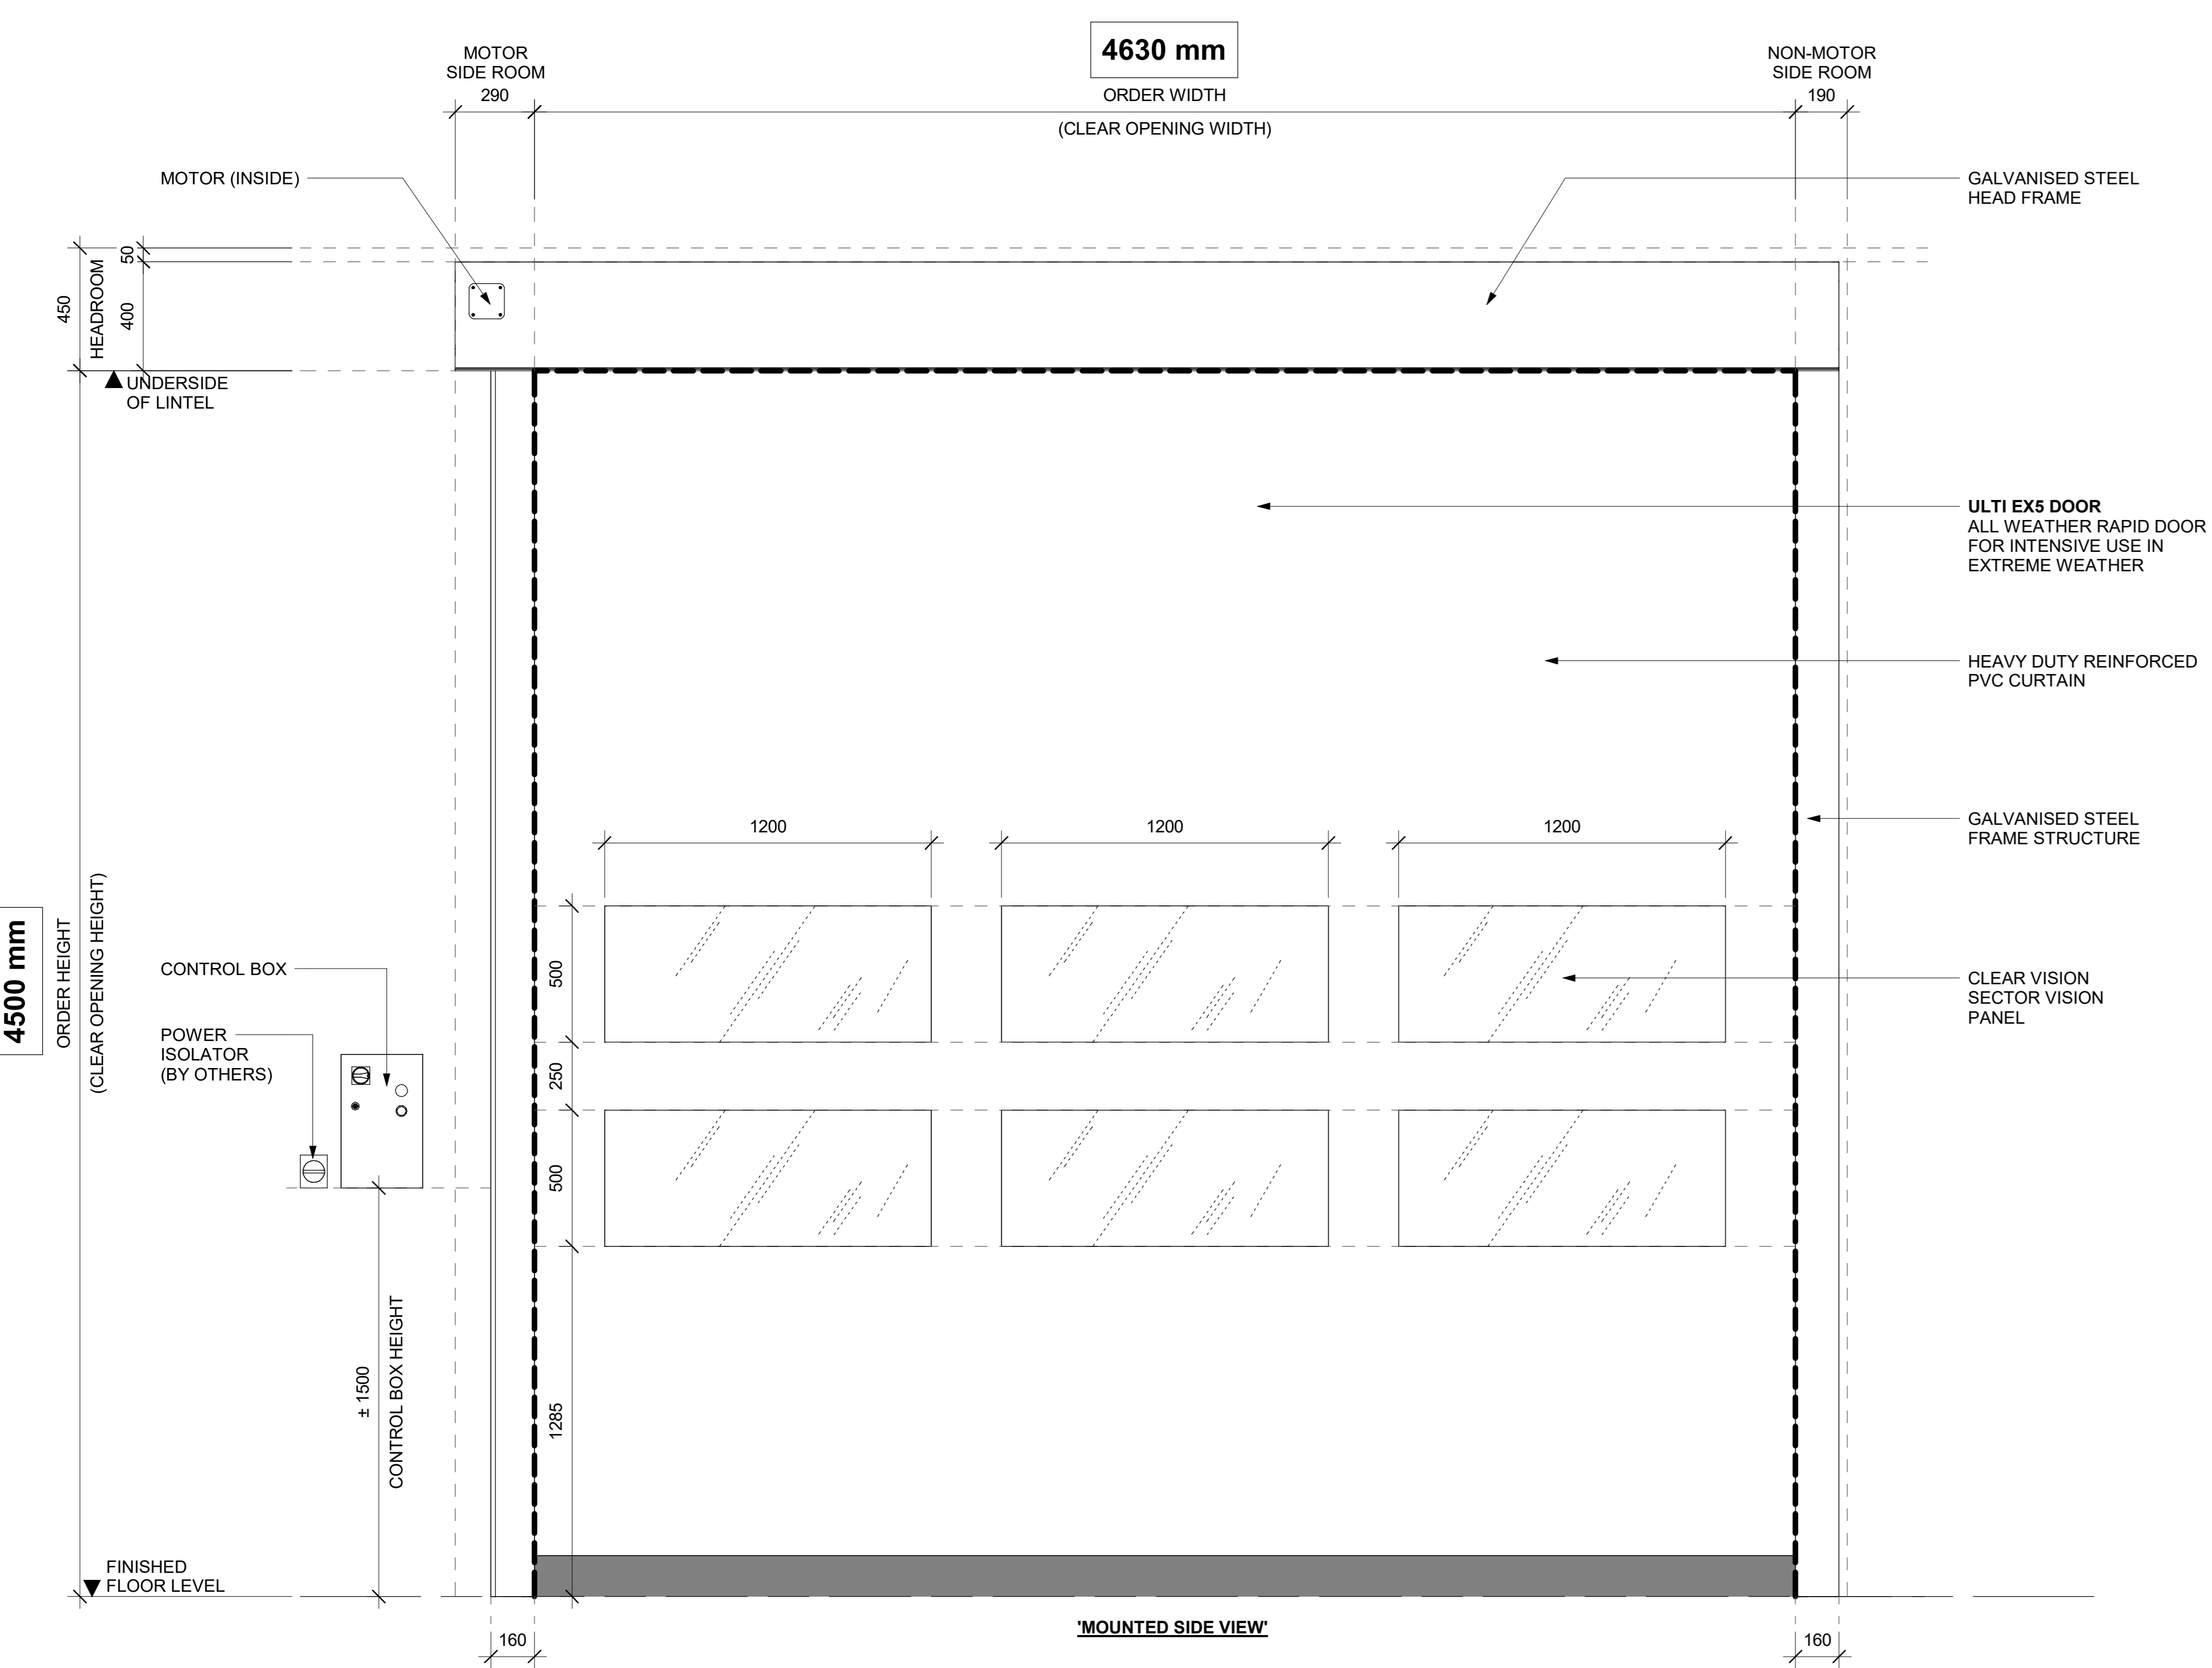 4630 mm
MOTOR
SIDE ROOM
290
ORDER WIDTH
(CLEAR OPENING WIDTH)
NON-MOTOR
SIDE ROOM
190
MOTOR (INSIDE)
GALVANISED STEEL
HEAD FRAME
450
HEADROOM
50
400
UNDERSIDE
OF LINTEL
ULTI EX5 DOOR
ALL WEATHER RAPID DOOR
FOR INTENSIVE USE IN
EXTREME WEATHER
HEAVY DUTY REINFORCED
PVC CURTAIN
GALVANISED STEEL
FRAME STRUCTURE
1200
1200
1200
4500 mm
ORDER HEIGHT
(CLEAR OPENING HEIGHT)
CONTROL BOX
POWER
ISOLATOR
(BY OTHERS)
500
250
500
1285
CLEAR VISION
SECTOR VISION
PANEL
± 1500
CONTROL BOX HEIGHT
FINISHED
FLOOR LEVEL
160
'MOUNTED SIDE VIEW'
160